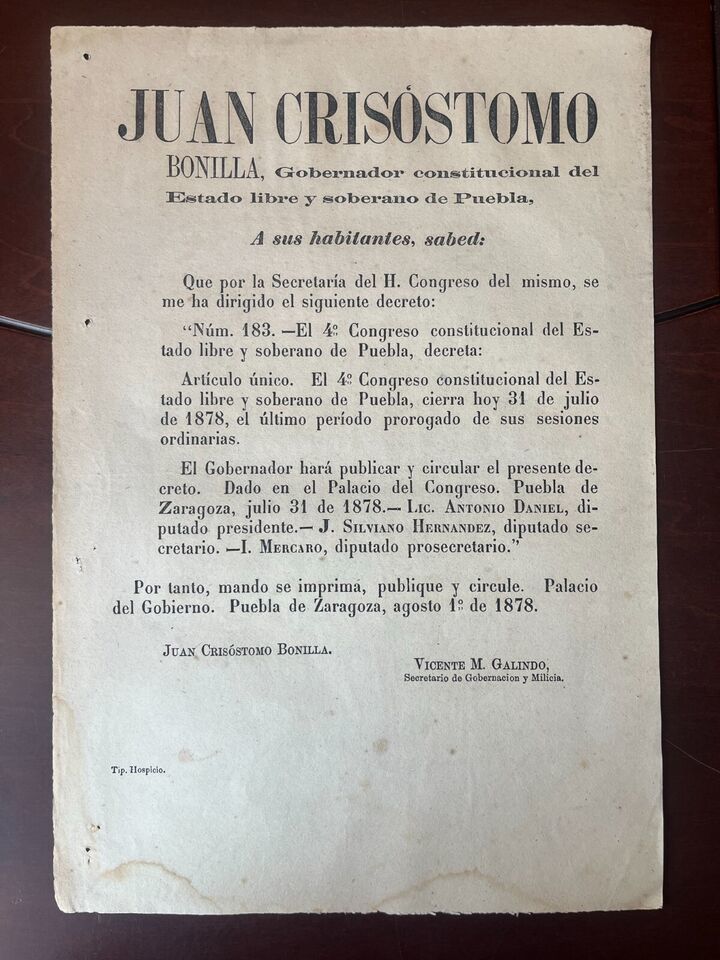 JUAN CRISÓSTOMO
BONILLA, Gobernador constitucional del
Estado libre y soberano de Puebla,
A sus habitantes, sabed:
Que por la Secretaría del H. Congreso del mismo, se
me ha dirigido el siguiente decreto:
“Núm. 183. —El 4º Congreso constitucional del Es-
tado libre y soberano de Puebla, decreta:
Artículo único. El 4º Congreso constitucional del Es-
tado libre y soberano de Puebla, cierra hoy 31 de julio
de 1878, el último período prorogado de sus sesiones
ordinarias.
El Gobernador hará publicar y circular el presente de-
creto. Dado en el Palacio del Congreso. Puebla de
Zaragoza, julio 31 de 1878.— LIC. ANTONIO DANIEL, di-
putado presidente.— J. SILVIANO HERNANDEZ, diputado se-
cretario. —I. MERCARO, diputado prosecretario.”
Por tanto, mando se imprima, publique y circule. Palacio
del Gobierno. Puebla de Zaragoza, agosto 1º de 1878.
JUAN CRISÓSTOMO BONILLA.
VICENTE M. GALINDO,
Secretario de Gobernacion y Milicia.
Tip. Hospicio.